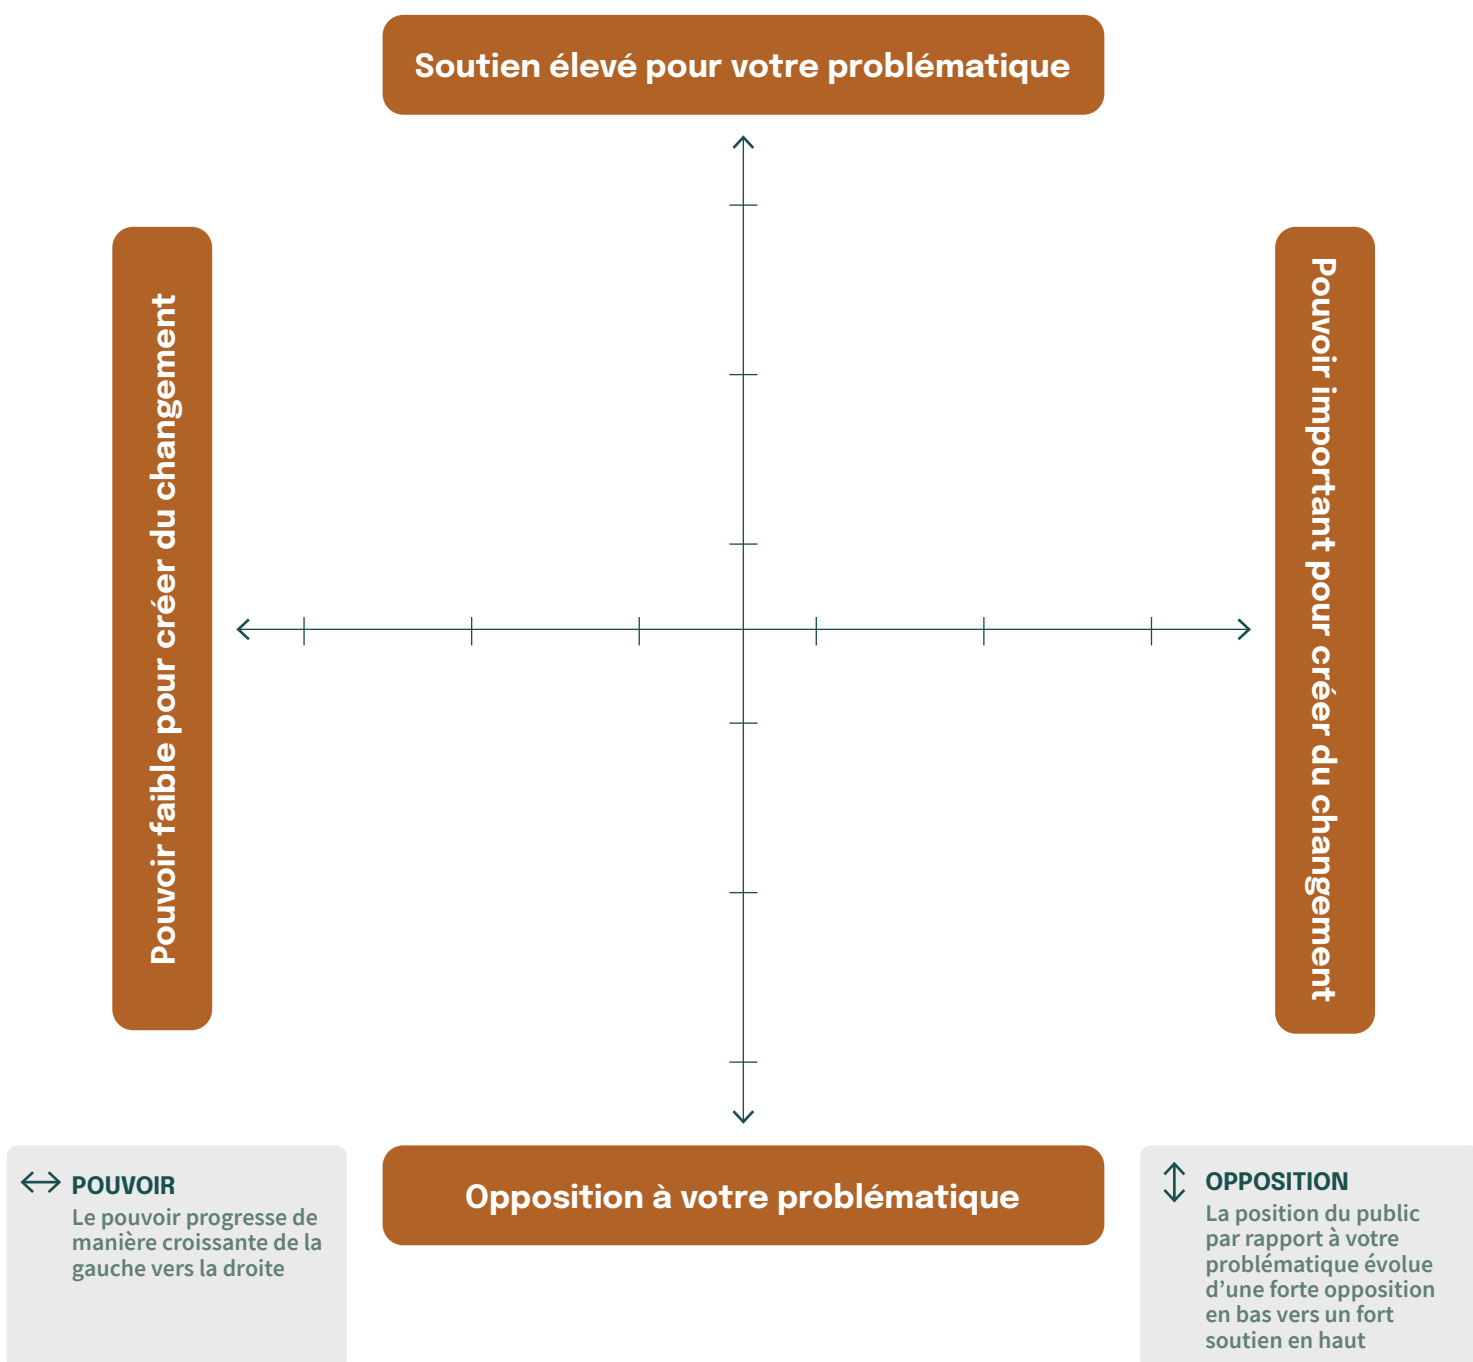 Soutien élevé pour votre problématique
Pouvoir faible pour créer du changement
Pouvoir important pour créer du changement
Opposition à votre problématique
POUVOIR
Le pouvoir progresse de
manière croissante de la
gauche vers la droite
OPPOSITION
La position du public
par rapport à votre
problématique évolue
d’une forte opposition
en bas vers un fort
soutien en haut